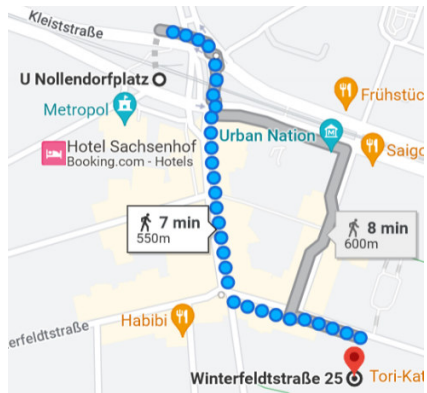 Kleiststraße
U Nollendorfplatz
Metropol
Frühstüc
Urban Nation
Hotel Sachsenhof
Booking.com - Hotels
Saigo
7 min
550m
8 min
600m
Habibi
erfeldtstraße
Winterfeldtstraße 25
Tori-Kat